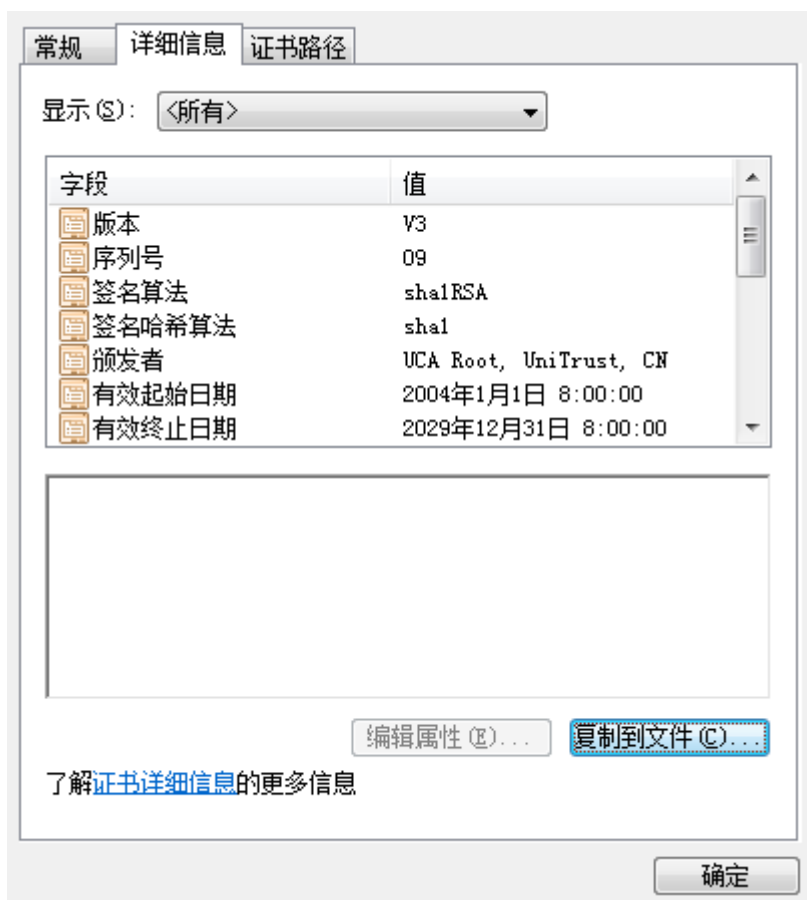 常规 详细信息 证书路径
显示(S): <所有>
字段 值
版本 V3
序列号 09
签名算法 sha1RSA
签名哈希算法 sha1
颁发者 UCA Root, UniTrust, CN
有效起始日期 2004年1月1日 8:00:00
有效终止日期 2029年12月31日 8:00:00
编辑属性(E)... 复制到文件(C)...
了解证书详细信息的更多信息
确定